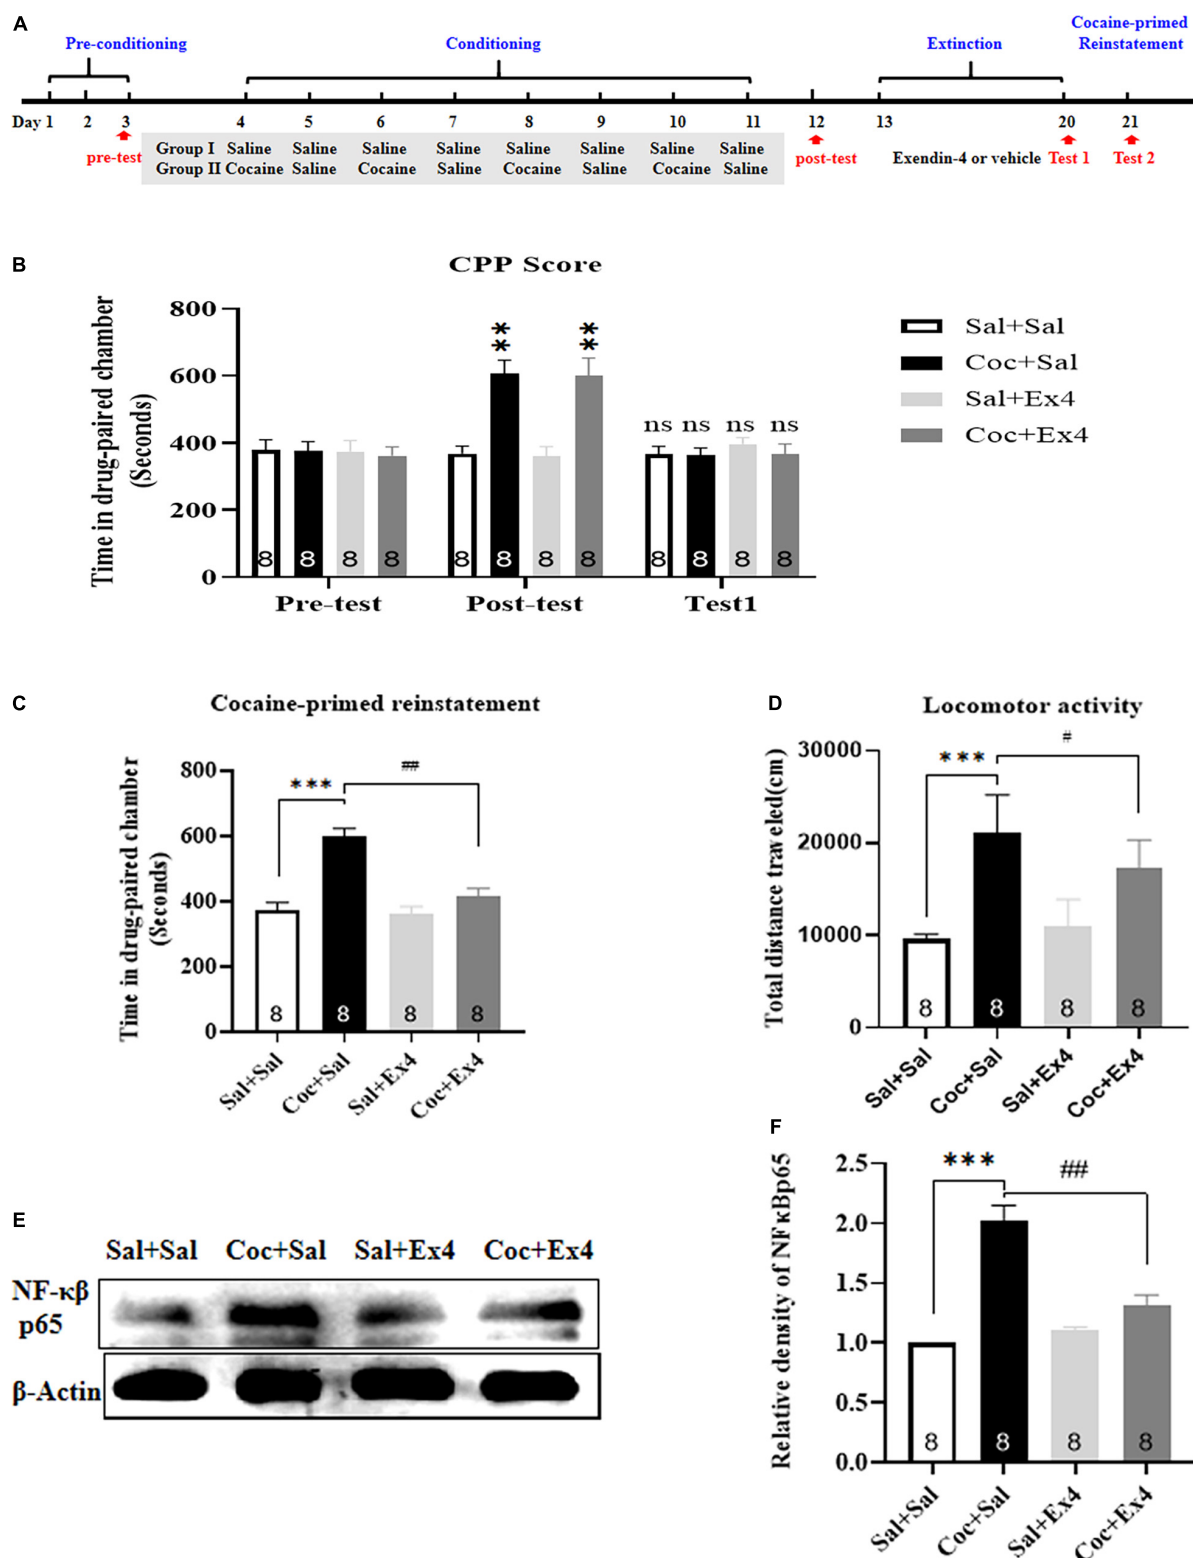 A
Pre-conditioning
Conditioning
Extinction
Cocaine-primed
Reinstatement
Day 1 2 3 4 5 6 7 8 9 10 11 12 13 20 21
pre-test
Group I Saline Saline Saline Saline Saline Saline Saline Saline
Group II Cocaine Saline Cocaine Saline Cocaine Saline Cocaine Saline
post-test
Exendin-4 or vehicle
Test 1
Test 2
B
CPP Score
Time in drug-paired chamber
(Seconds)
800
600
400
200
0
** **
ns ns ns ns
8 8 8 8 8 8 8 8 8 8 8 8
Pre-test Post-test Test1
Sal+Sal
Coc+Sal
Sal+Ex4
Coc+Ex4
C
Cocaine-primed reinstatement
Time in drug-paired chamber
(Seconds)
800
600
400
200
0
***
##
8 8 8 8
Sal+Sal Coc+Sal Sal+Ex4 Coc+Ex4
D
Locomotor activity
Total distance traveled(cm)
30000
20000
10000
0
***
#
8 8 8 8
Sal+Sal Coc+Sal Sal+Ex4 Coc+Ex4
E
Sal+Sal Coc+Sal Sal+Ex4 Coc+Ex4
NF-κβ
p65
β-Actin
F
Relative density of NFκBp65
2.5
2.0
1.5
1.0
0.5
0.0
***
##
8 8 8 8
Sal+Sal Coc+Sal Sal+Ex4 Coc+Ex4